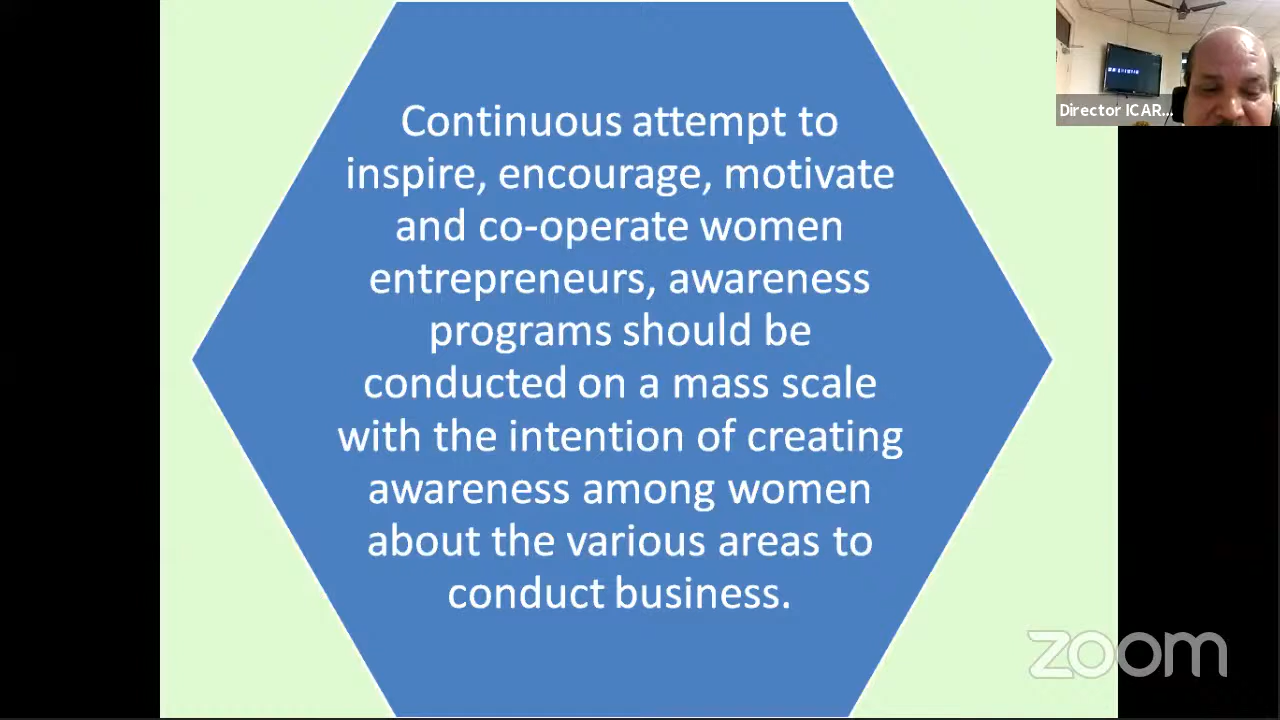 Continuous attempt to
inspire, encourage, motivate
and co-operate women
entrepreneurs, awareness
programs should be
conducted on a mass scale
with the intention of creating
awareness among women
about the various areas to
conduct business.
Director ICAR...
zoom